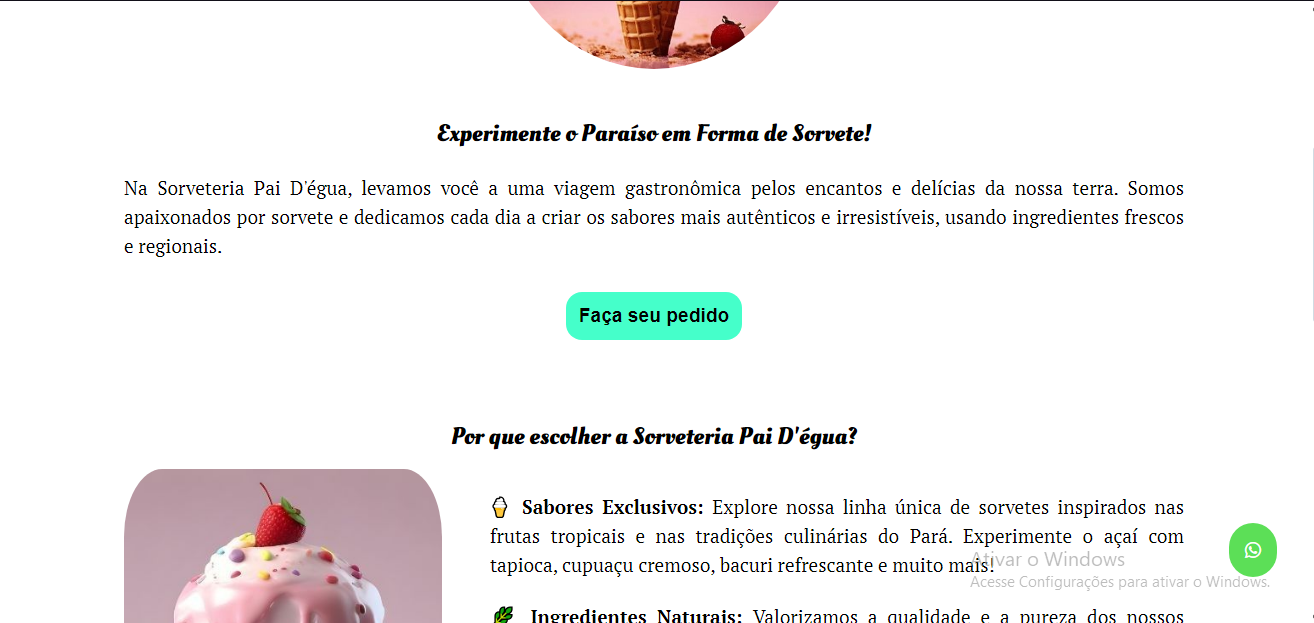 Experimente o Paraíso em Forma de Sorvete!
Na Sorveteria Pai D'égua, levamos você a uma viagem gastronômica pelos encantos e delícias da nossa terra. Somos
apaixonados por sorvete e dedicamos cada dia a criar os sabores mais autênticos e irresistíveis, usando ingredientes frescos
e regionais.
Faça seu pedido
Por que escolher a Sorveteria Pai D'égua?
Sabores Exclusivos: Explore nossa linha única de sorvetes inspirados nas
frutas tropicais e nas tradições culinárias do Pará. Experimente o açaí com
tapioca, cupuaçu cremoso, bacuri refrescante e muito mais!
Ativar o Windows
Acesse Configurações para ativar o Windows.
Ingredientes Naturais: Valorizamos a qualidade e a pureza dos nossos